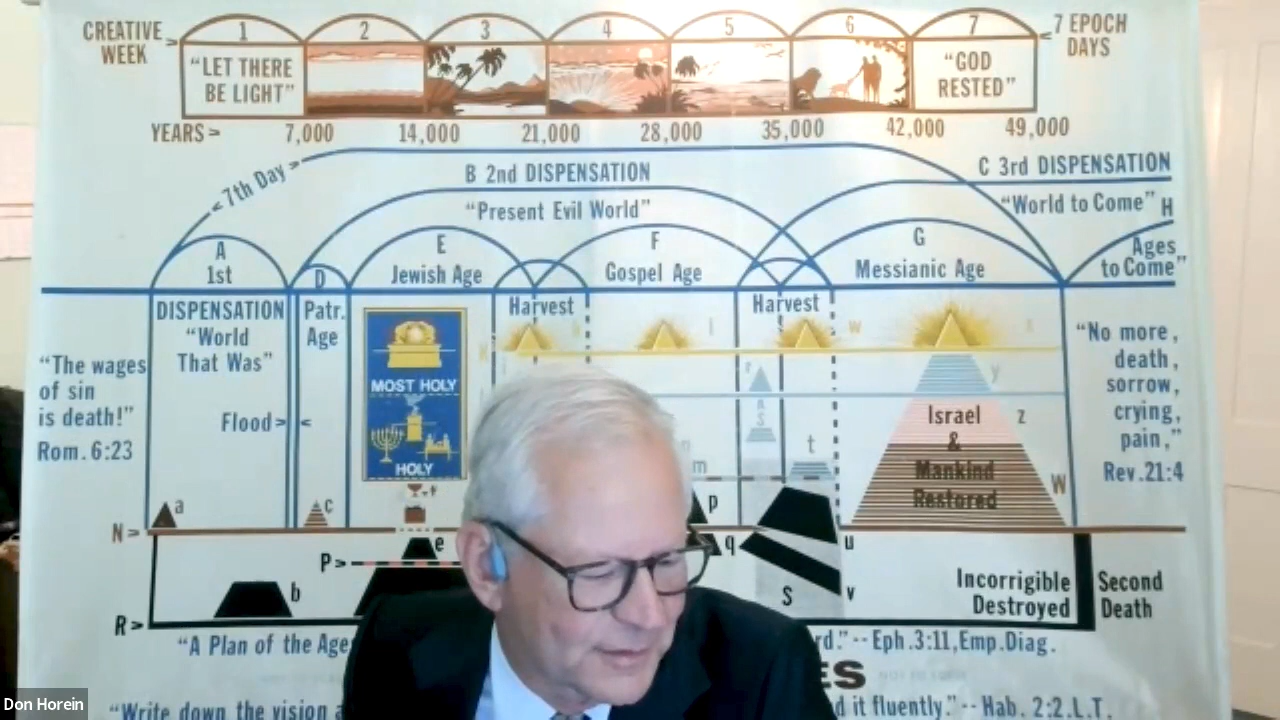 CREATIVE WEEK > 1 2 3 4 5 6 7 < 7 EPOCH DAYS
"LET THERE BE LIGHT"
"GOD RESTED"
YEARS > 7,000 14,000 21,000 28,000 35,000 42,000 49,000
< 7th Day >
B 2nd DISPENSATION
C 3rd DISPENSATION
"Present Evil World"
"World to Come" H
A
1st
D
E
Jewish Age
F
Gospel Age
G
Messianic Age
Ages
to Come"
DISPENSATION
"World
That Was"
Patr.
Age
Harvest
Harvest
"The wages
of sin
is death!"
Rom. 6:23
Flood > <
MOST HOLY
HOLY
Israel
&
Mankind
Restored
"No more,
death,
sorrow,
crying,
pain,"
Rev. 21:4
w
y
z
W
m
t
a
c
p
N >
e
q
u
P >
b
S
v
R >
Incorrigible
Destroyed
Second
Death
"A Plan of the Age
rd." -- Eph. 3:11, Emp. Diag.
ES
"Write down the vision
d it fluently." -- Hab. 2:2. L.T.
Don Horein